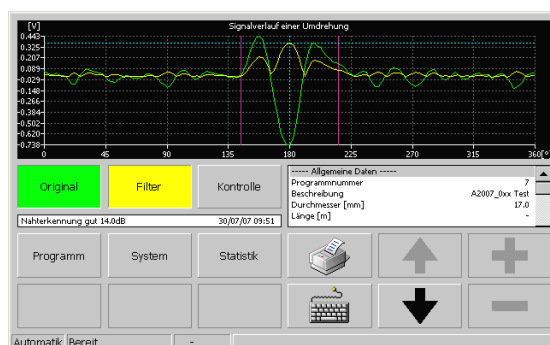 [V] Signalverlauf einer Umdrehung
0.443
0.325
0.207
0.089
-0.029
-0.148
-0.266
-0.384
-0.502
-0.620
-0.738
0 45 90 135 180 225 270 315 360[°]
Original Filter Kontrolle
----- Allgemeine Daten -----
Programmnummer 7
Beschreibung A2007_0xx Test
Durchmesser [mm] 17.0
Länge [m] -
Nahterkennung gut 14.0dB 30/07/07 09:51
Programm System Statistik
Automatik Bereit -